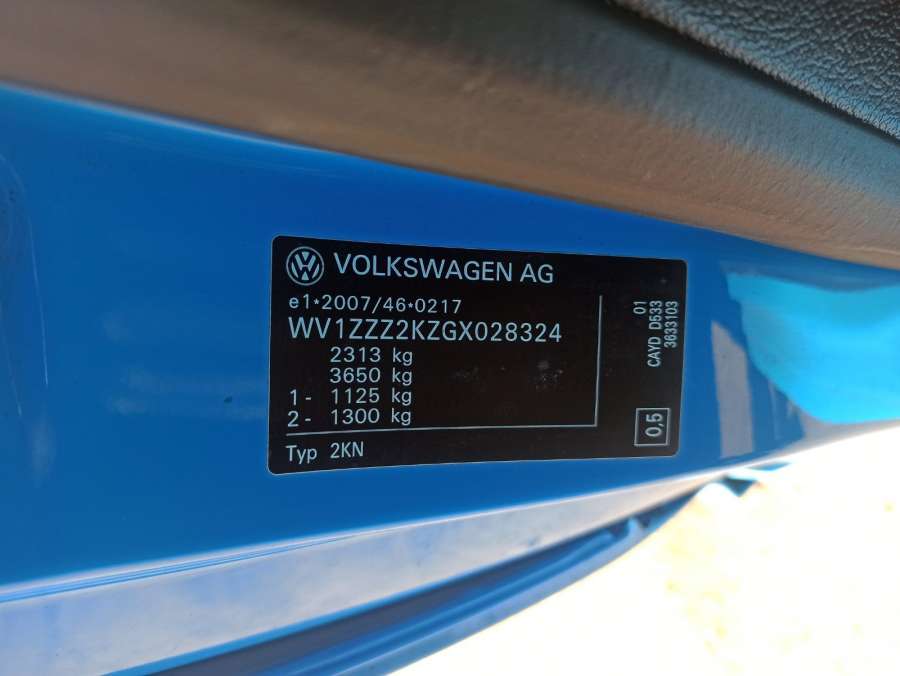 VOLKSWAGEN AG
e1*2007/46*0217
WV1ZZZ2KZGX028324
2313 kg
3650 kg
1 - 1125 kg
2 - 1300 kg
Typ 2KN
01
CAYD D533
3633103
0,5